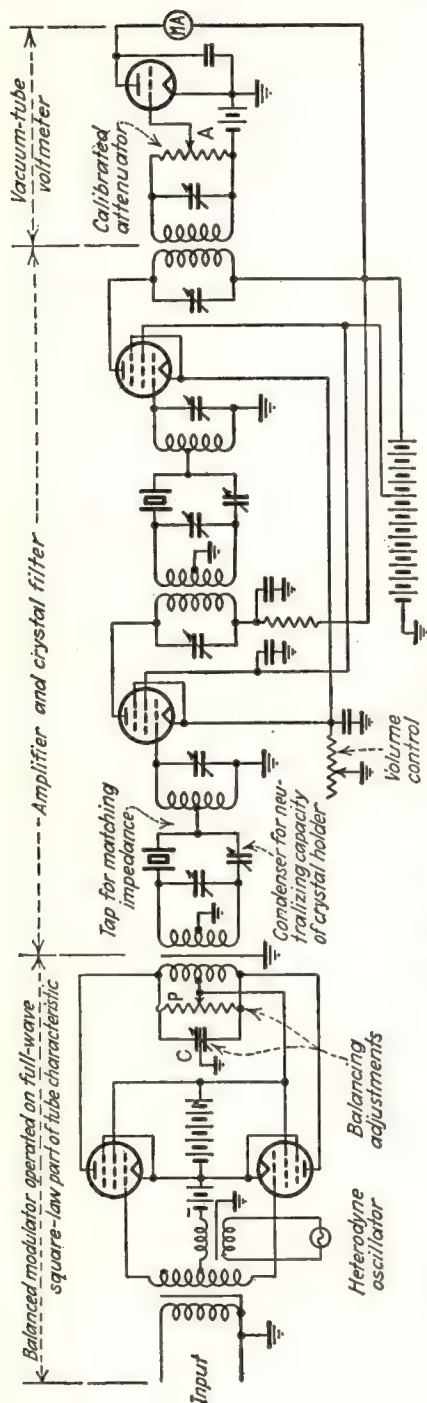 Balanced modulator operated on full-wave
square-law part of tube characteristic
Amplifier and crystal filter
Vacuum-tube
voltmeter
Input
Heterodyne
oscillator
C
P
Balancing
adjustments
Tap for matching
impedance
Condenser for neu-
tralizing capacity
of crystal holder
Volume
control
Calibrated
attenuator
A
MA